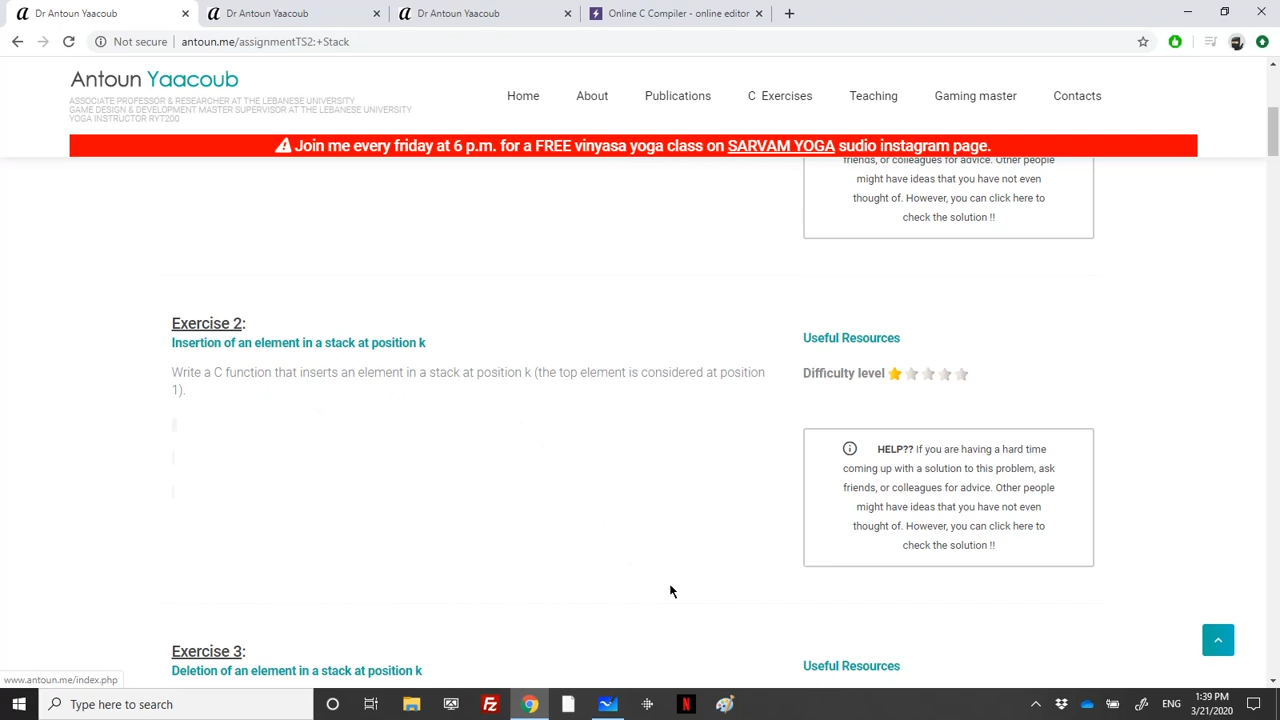 Dr Antoun Yaacoub
Dr Antoun Yaacoub
Dr Antoun Yaacoub
Online C Compiler - online editor
Not secure
antoun.me/assignmentTS2:+Stack
Antoun Yaacoub
ASSOCIATE PROFESSOR & RESEARCHER AT THE LEBANESE UNIVERSITY
GAME DESIGN & DEVELOPMENT MASTER SUPERVISOR AT THE LEBANESE UNIVERSITY
YOGA INSTRUCTOR RYT200
Home
About
Publications
C Exercises
Teaching
Gaming master
Contacts
Join me every friday at 6 p.m. for a FREE vinyasa yoga class on SARVAM YOGA sudio instagram page.
friends, or colleagues for advice. Other people
might have ideas that you have not even
thought of. However, you can click here to
check the solution !!
Exercise 2:
Insertion of an element in a stack at position k
Write a C function that inserts an element in a stack at position k (the top element is considered at position
1).
Useful Resources
Difficulty level
HELP?? If you are having a hard time
coming up with a solution to this problem, ask
friends, or colleagues for advice. Other people
might have ideas that you have not even
thought of. However, you can click here to
check the solution !!
Exercise 3:
Deletion of an element in a stack at position k
Useful Resources
www.antoun.me/index.php
Type here to search
ENG
1:39 PM
3/21/2020